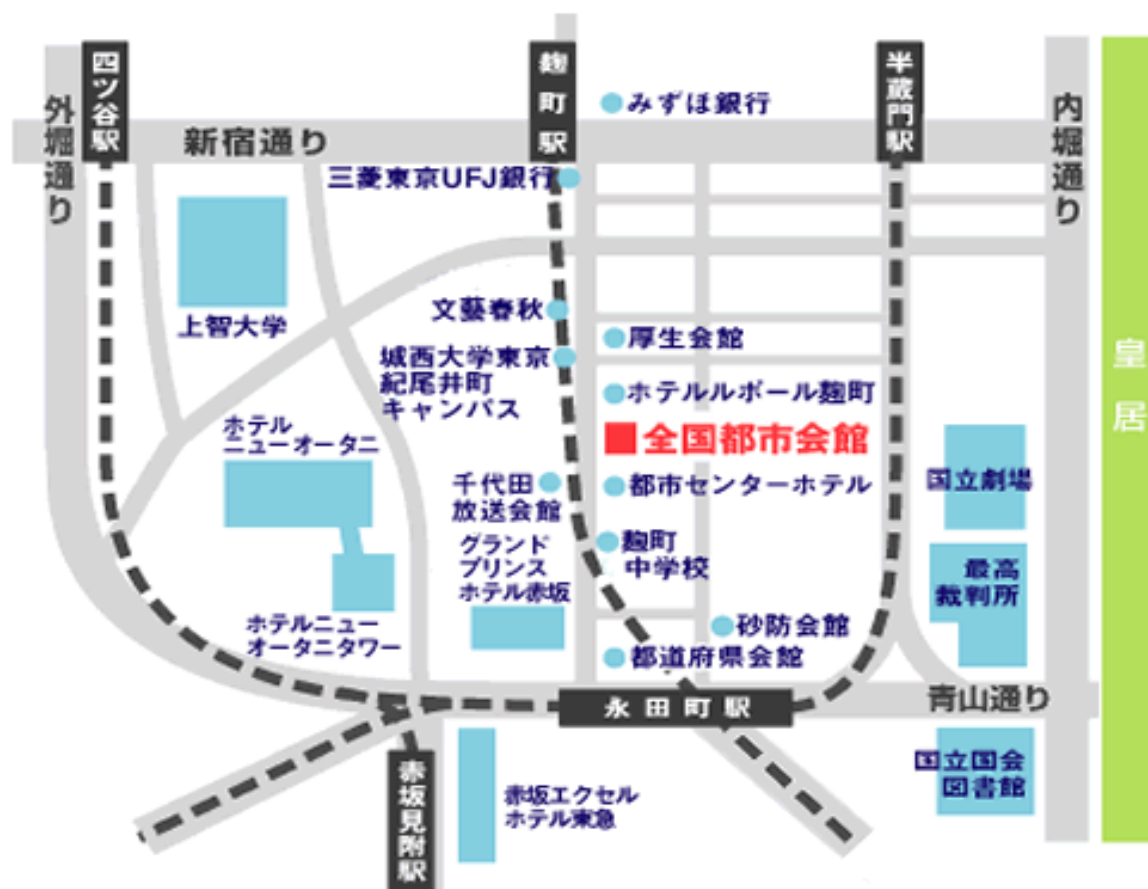 四ツ谷駅
麹町駅
半蔵門駅
外堀通り
新宿通り
内堀通り
みずほ銀行
三菱東京UFJ銀行
上智大学
文藝春秋
厚生会館
城西大学東京
紀尾井町
キャンパス
ホテルルポール麹町
皇居
ホテル
ニューオータニ
全国都市会館
千代田
放送会館
都市センターホテル
国立劇場
グランド
プリンス
ホテル赤坂
麹町
中学校
最高
裁判所
ホテルニュー
オータニタワー
砂防会館
都道府県会館
永田町駅
青山通り
赤坂見附駅
赤坂エクセル
ホテル東急
国立国会
図書館